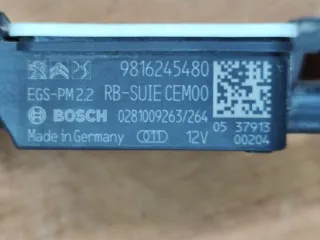 9816245480
EGS-PM2.2 RB-SUIE CEM00
BOSCH 0281009263/264
Made in Germany 12V
05 37913
00204